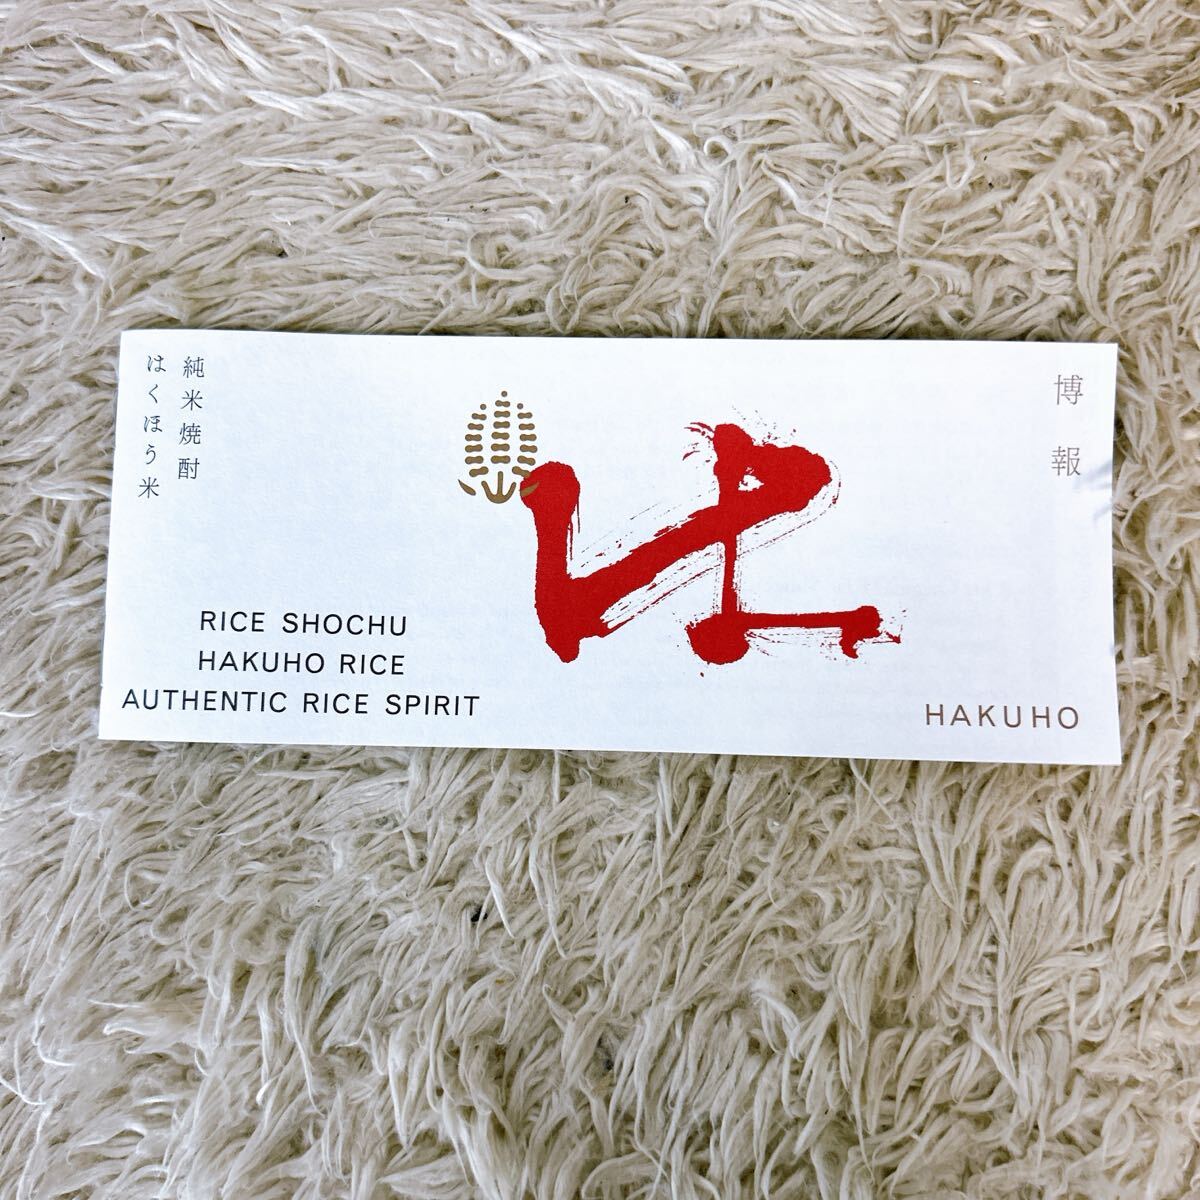 純米焼酎
はくほう米
博報
RICE SHOCHU
HAKUHO RICE
AUTHENTIC RICE SPIRIT
HAKUHO